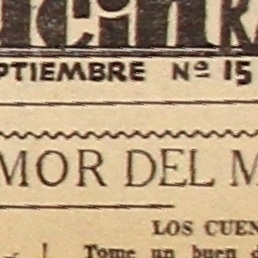 PTIEMBRE Nº 15
MOR DEL M
LOS CUEN
! Tome un buen d